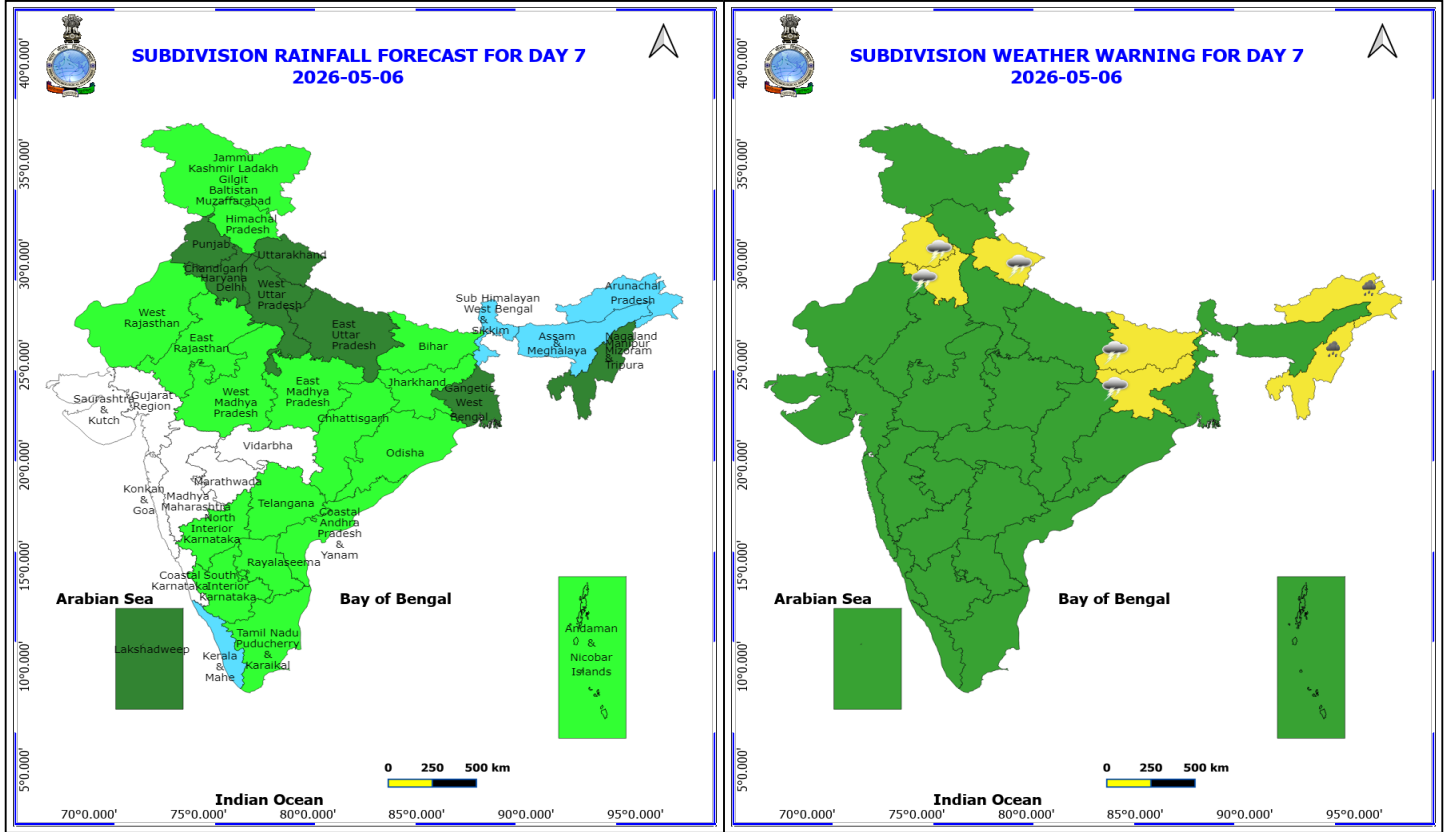 SUBDIVISION RAINFALL FORECAST FOR DAY 7
2026-05-06
40°0.000'
35°0.000'
30°0.000'
25°0.000'
20°0.000'
15°0.000'
10°0.000'
5°0.000'
Jammu
Kashmir Ladakh
Gilgit
Baltistan
Muzaffarabad
Himachal
Pradesh
Punjab
Uttarakhand
Chandigarh
Haryana
Delhi
West
Uttar
Pradesh
East
Uttar
Pradesh
West
Rajasthan
East
Rajasthan
Sub Himalayan
West Bengal
&
Sikkim
Arunachal
Pradesh
Assam
&
Meghalaya
Nagaland
Manipur
Mizoram
&
Tripura
Bihar
Jharkhand
Gangetic
West
Bengal
Saurashtra
&
Kutch
Gujarat
Region
West
Madhya
Pradesh
East
Madhya
Pradesh
Chhattisgarh
Vidarbha
Odisha
Konkan
&
Goa
Madhya
Maharashtra
Marathwada
Telangana
North
Interior
Karnataka
Coastal
Andhra
Pradesh
&
Yanam
Rayalaseema
Coastal
Karnataka
South
Interior
Karnataka
Arabian Sea
Bay of Bengal
Lakshadweep
Kerala
&
Mahe
Tamil Nadu
Puducherry
&
Karaikal
Andaman
&
Nicobar
Islands
0 250 500 km
Indian Ocean
70°0.000' 75°0.000' 80°0.000' 85°0.000' 90°0.000' 95°0.000'
SUBDIVISION WEATHER WARNING FOR DAY 7
2026-05-06
40°0.000'
35°0.000'
30°0.000'
25°0.000'
20°0.000'
15°0.000'
10°0.000'
5°0.000'
Arabian Sea
Bay of Bengal
0 250 500 km
Indian Ocean
70°0.000' 75°0.000' 80°0.000' 85°0.000' 90°0.000' 95°0.000'